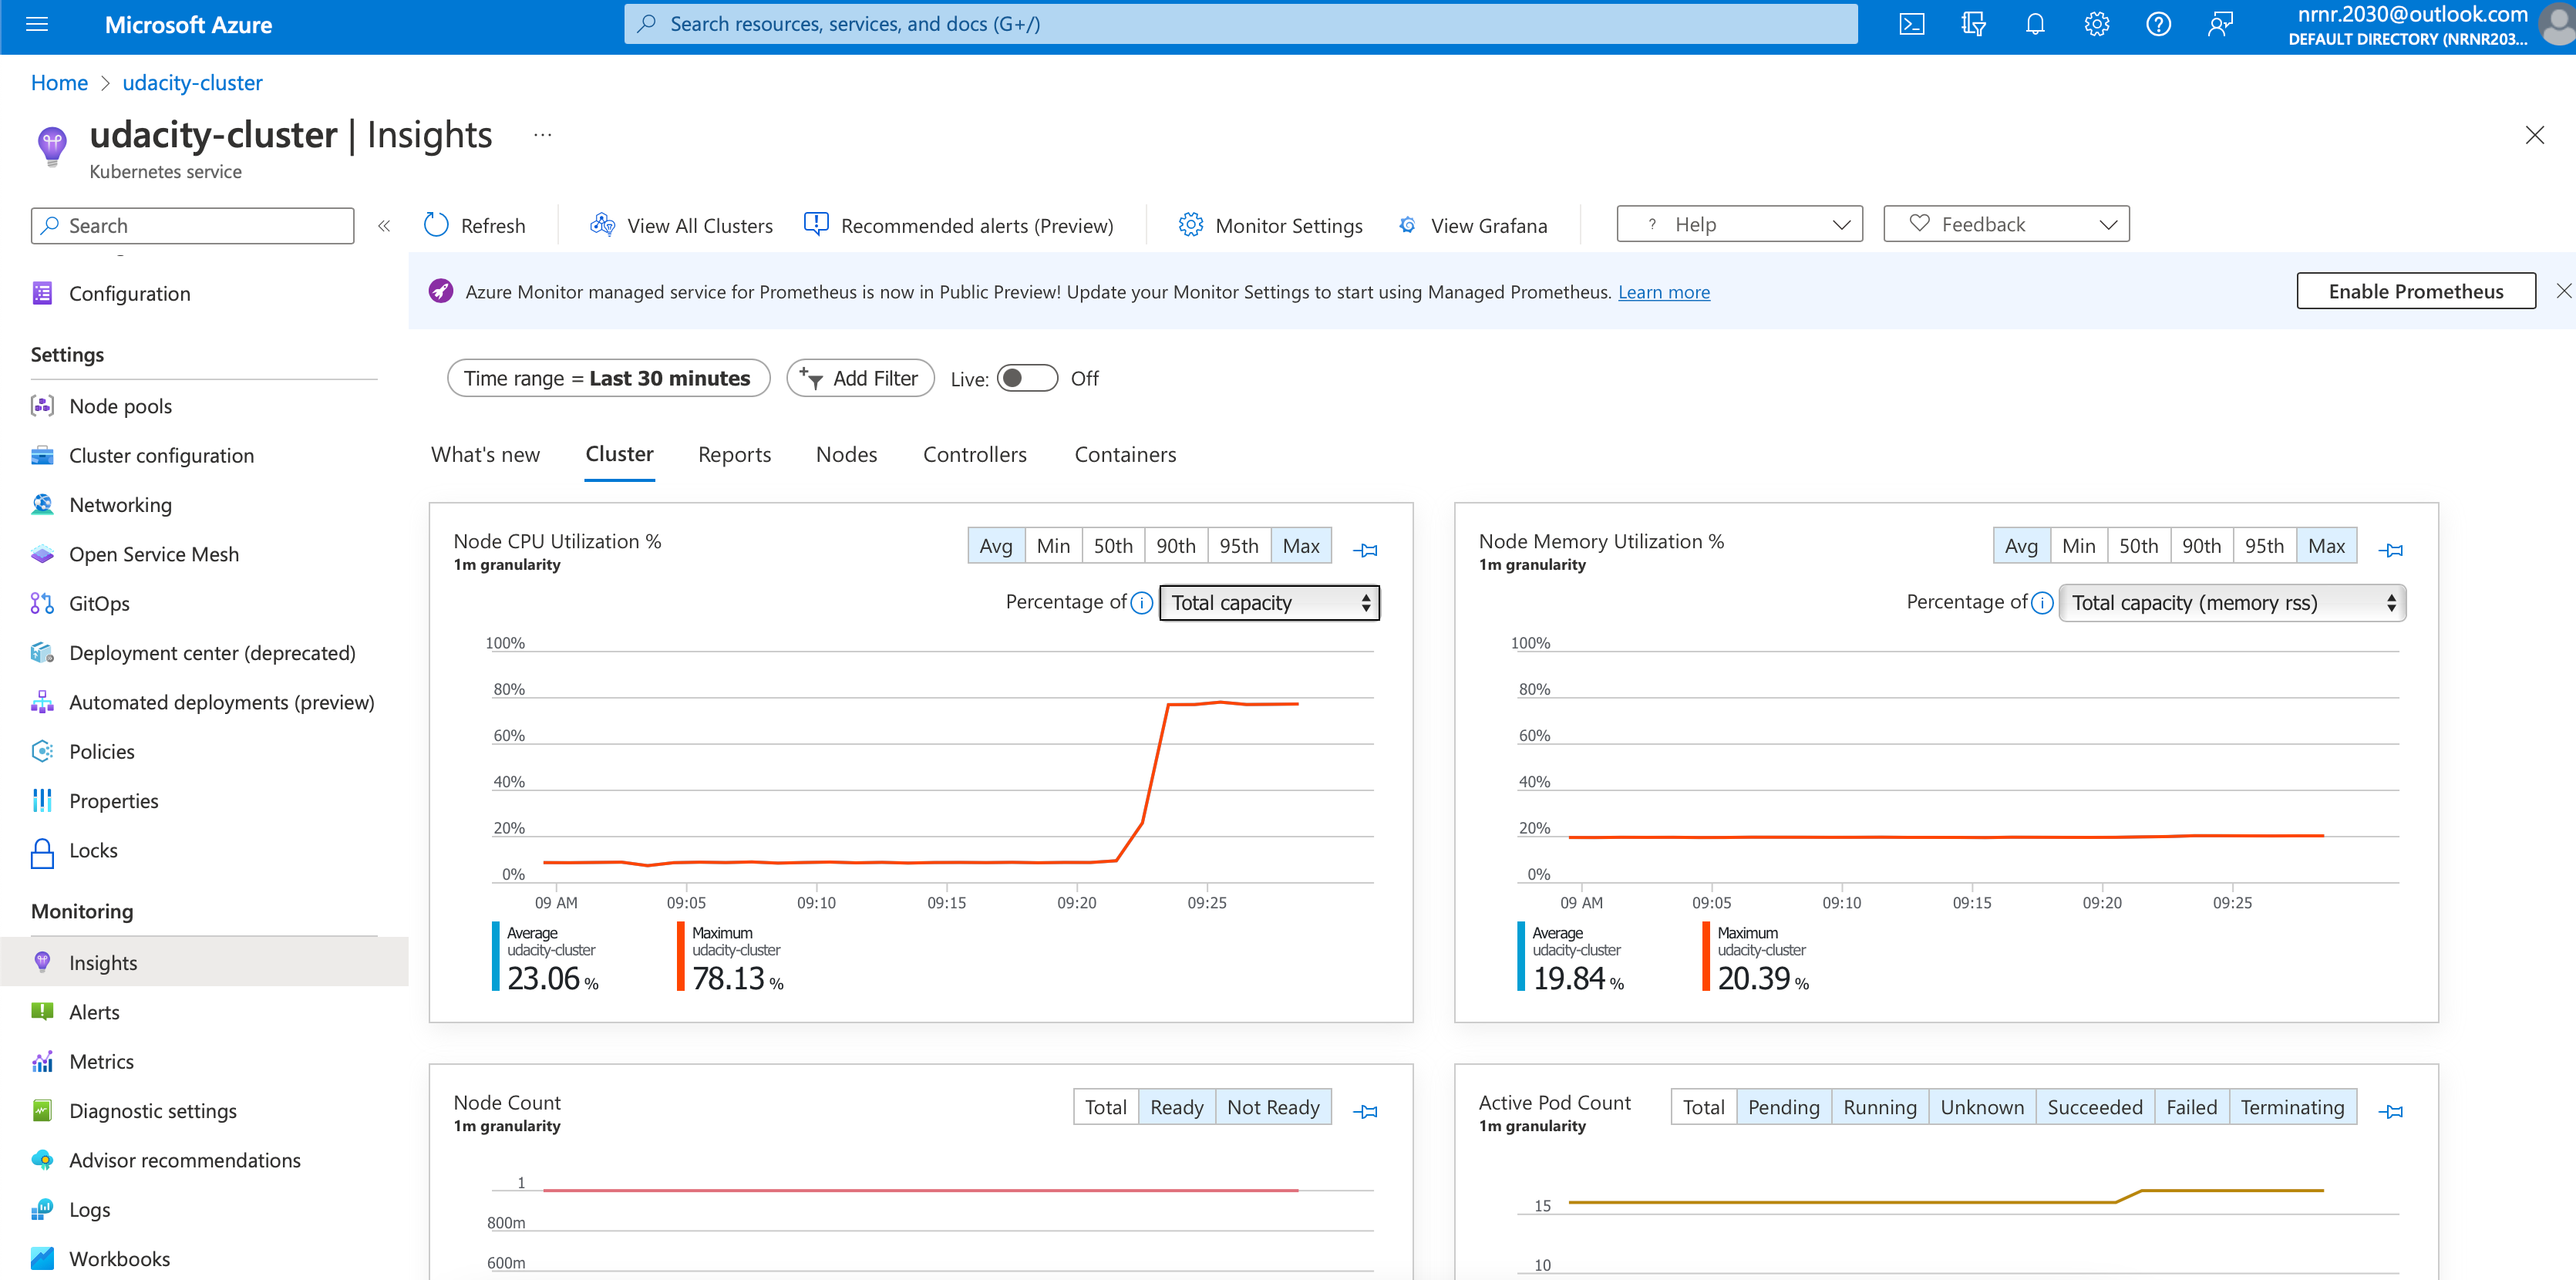 Microsoft Azure
Search resources, services, and docs (G+/)
nrnr.2030@outlook.com
DEFAULT DIRECTORY (NRNR203...
Home > udacity-cluster
udacity-cluster | Insights ...
Kubernetes service
Search
«
Refresh
View All Clusters
Recommended alerts (Preview)
Monitor Settings
View Grafana
? Help
Feedback
Configuration
Settings
Node pools
Cluster configuration
Networking
Open Service Mesh
GitOps
Deployment center (deprecated)
Automated deployments (preview)
Policies
Properties
Locks
Monitoring
Insights
Alerts
Metrics
Diagnostic settings
Advisor recommendations
Logs
Workbooks
Azure Monitor managed service for Prometheus is now in Public Preview! Update your Monitor Settings to start using Managed Prometheus. Learn more
Enable Prometheus
Time range = Last 30 minutes
Add Filter
Live: Off
What's new
Cluster
Reports
Nodes
Controllers
Containers
Node CPU Utilization %
1m granularity
Avg Min 50th 90th 95th Max
Percentage of Total capacity
100%
80%
60%
40%
20%
0%
09 AM 09:05 09:10 09:15 09:20 09:25
Average
udacity-cluster
23.06 %
Maximum
udacity-cluster
78.13 %
Node Memory Utilization %
1m granularity
Avg Min 50th 90th 95th Max
Percentage of Total capacity (memory rss)
100%
80%
60%
40%
20%
0%
09 AM 09:05 09:10 09:15 09:20 09:25
Average
udacity-cluster
19.84 %
Maximum
udacity-cluster
20.39 %
Node Count
1m granularity
Total Ready Not Ready
1
800m
600m
Active Pod Count
1m granularity
Total Pending Running Unknown Succeeded Failed Terminating
15
10